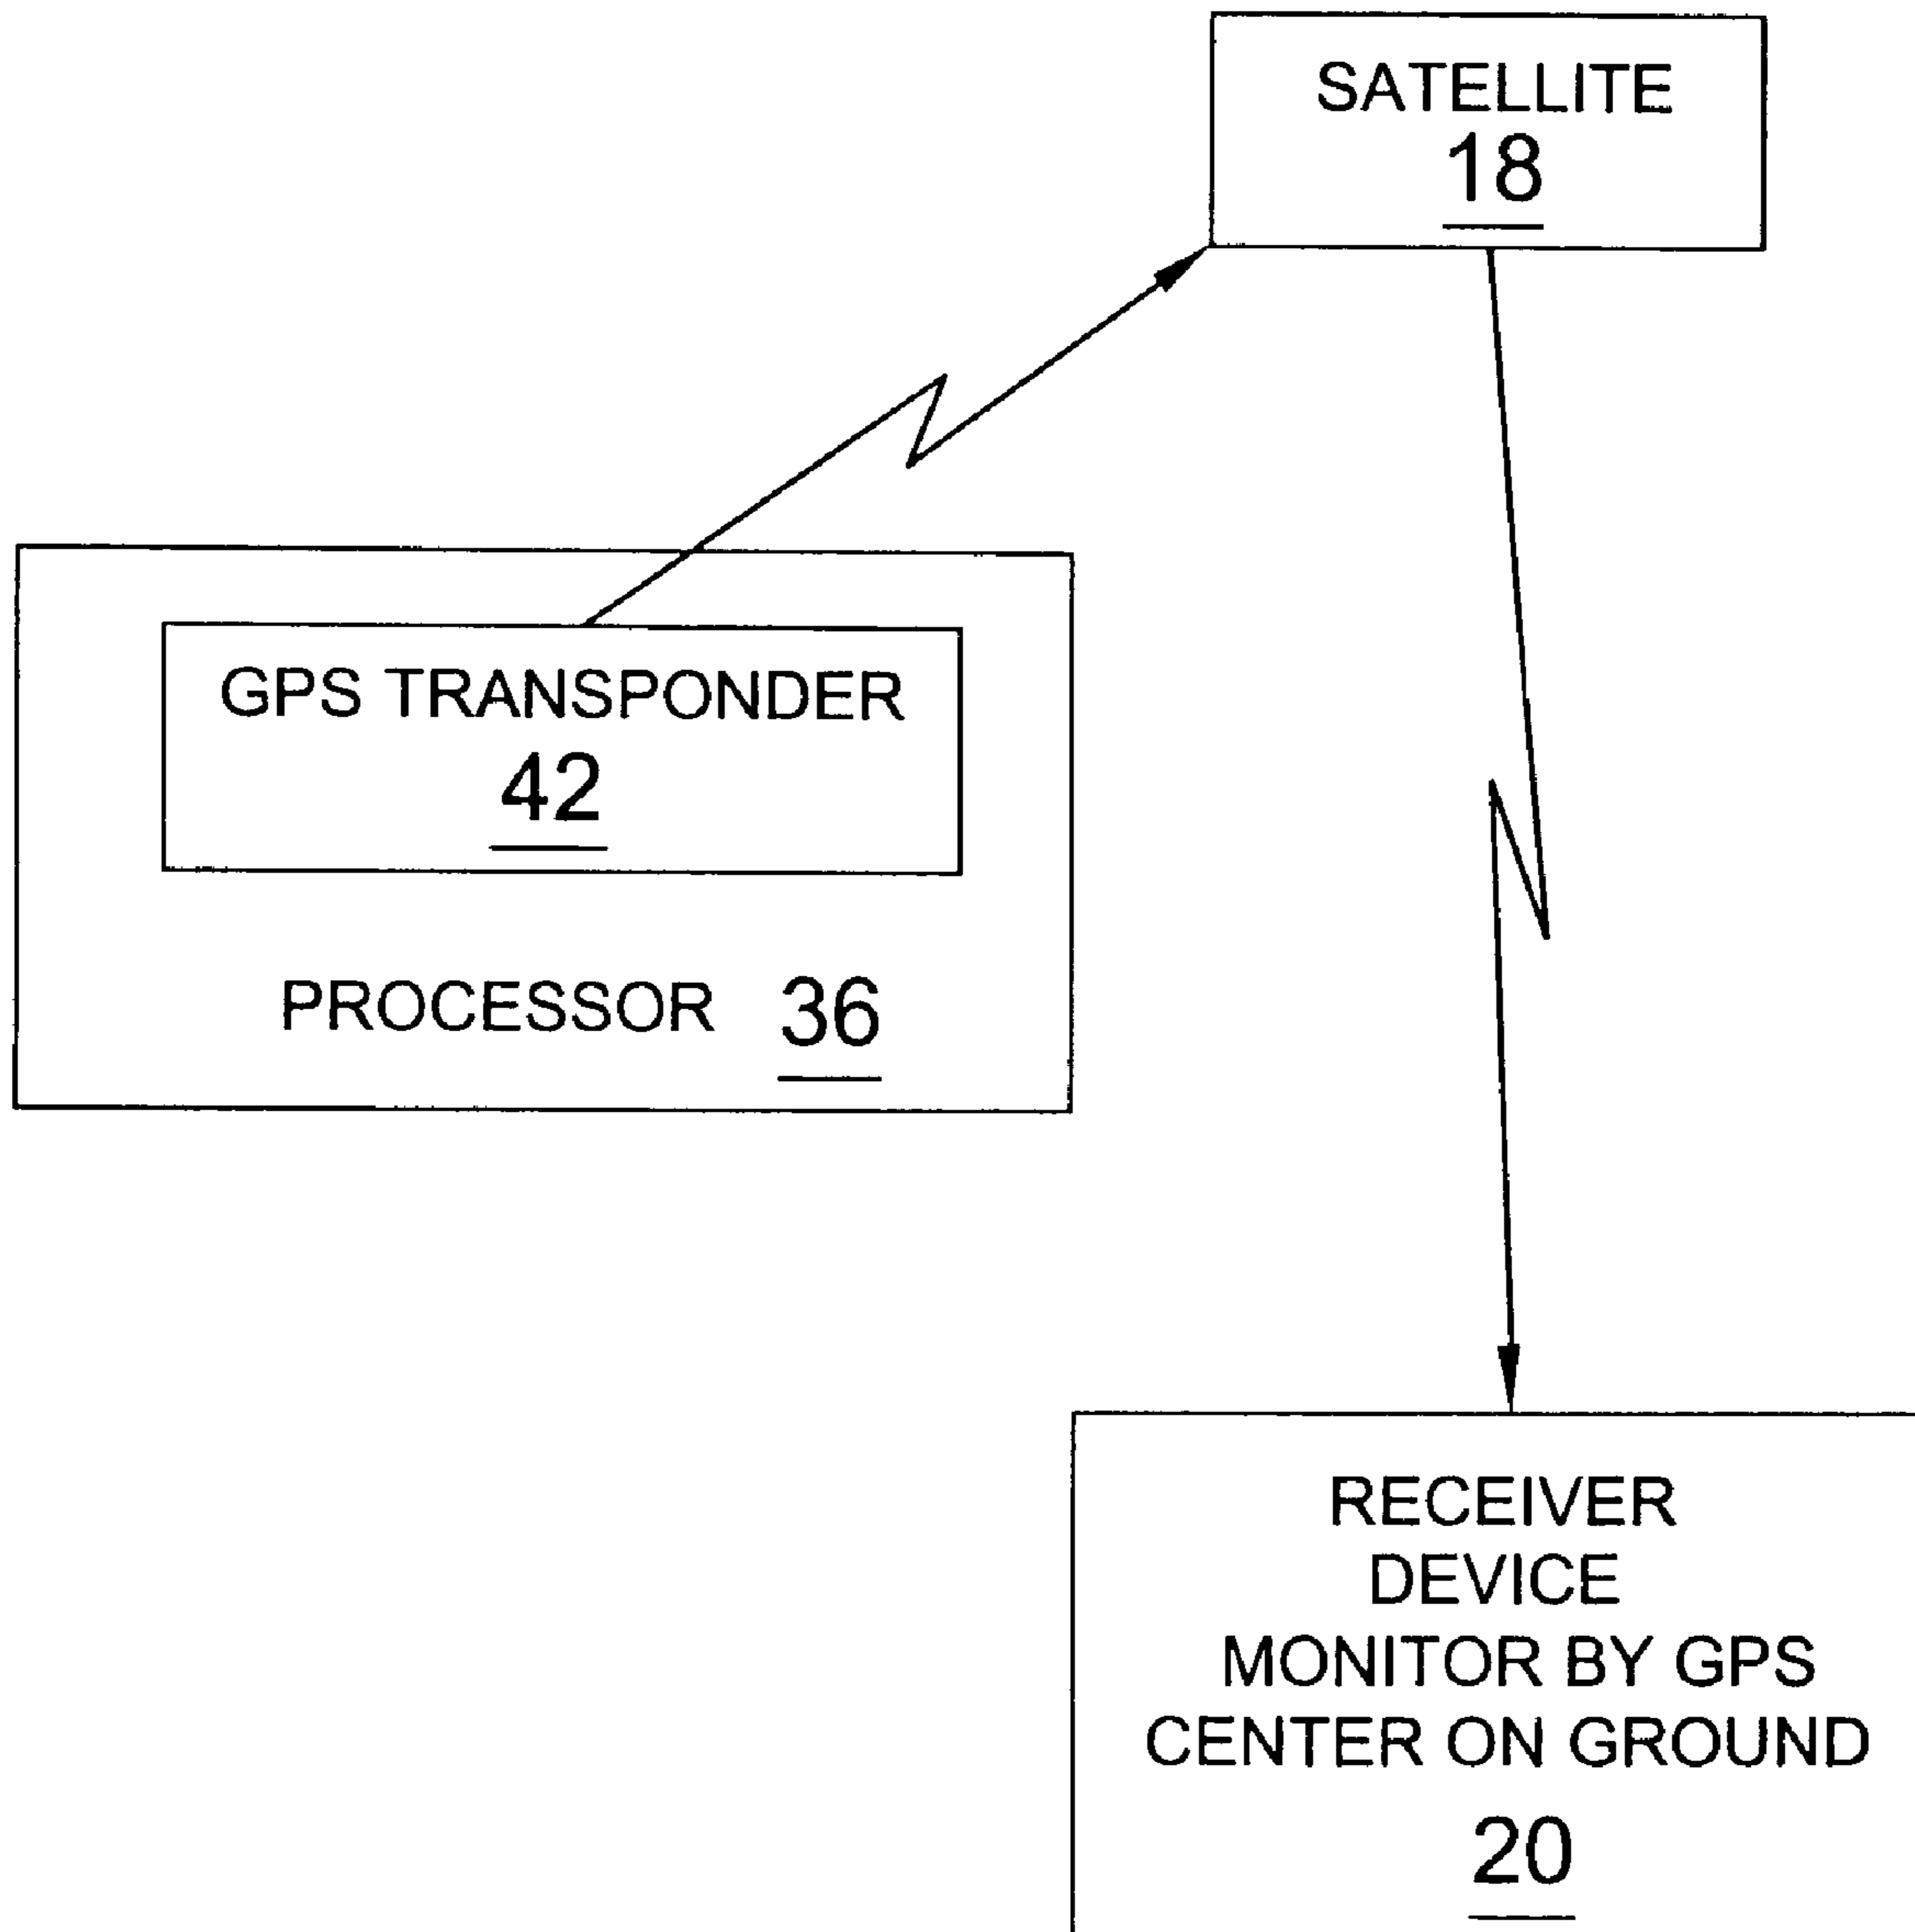 SATELLITE
18
GPS TRANSPONDER
42
PROCESSOR 36
RECEIVER
DEVICE
MONITOR BY GPS
CENTER ON GROUND
20